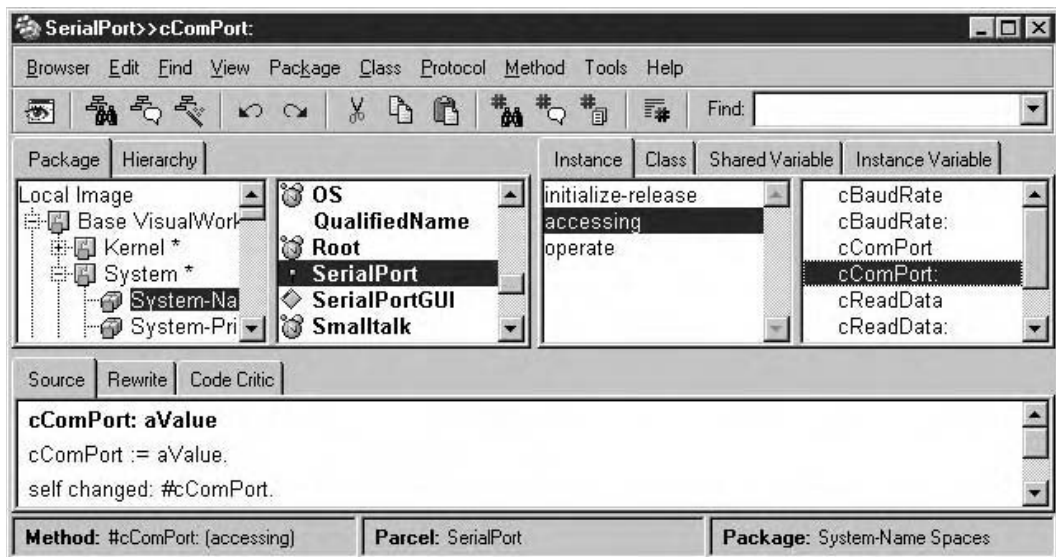 SerialPort>>cComPort:
Browser Edit Find View Package Class Protocol Method Tools Help
Find:
Package Hierarchy
Instance Class Shared Variable Instance Variable
Local Image
Base VisualWork
Kernel *
System *
System-Na
System-Pri
OS
QualifiedName
Root
SerialPort
SerialPortGUI
Smalltalk
initialize-release
accessing
operate
cBaudRate
cBaudRate:
cComPort
cComPort:
cReadData
cReadData:
Source Rewrite Code Critic
cComPort: aValue
cComPort := aValue.
self changed: #cComPort.
Method: #cComPort: (accessing) Parcel: SerialPort Package: System-Name Spaces